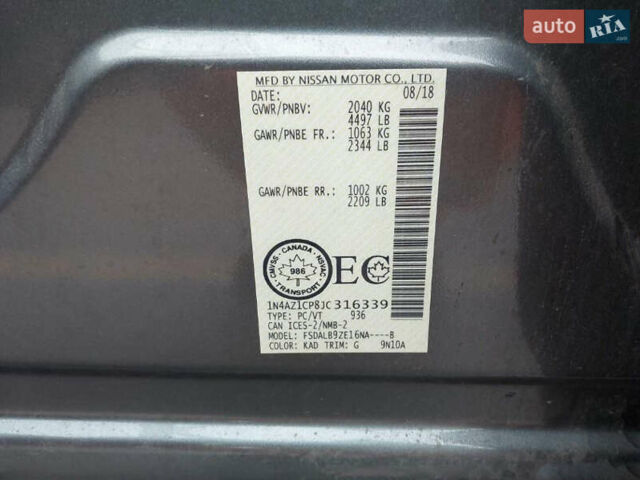 auto RIA.com
MFD BY NISSAN MOTOR CO., LTD.
DATE: 08/18
GVWR/PNBV: 2040 KG
4497 LB
GAWR/PNBE FR.: 1063 KG
2344 LB
GAWR/PNBE RR.: 1002 KG
2209 LB
CMVSS - CANADA - NSVAC
986
TRANSPORT
EC
1N4AZ1CP8JC316339
TYPE: PC/VT 936
CAN ICES-2/NMB-2
MODEL: FSDALB9ZE16NA----B
COLOR: KAD TRIM: G 9N10A